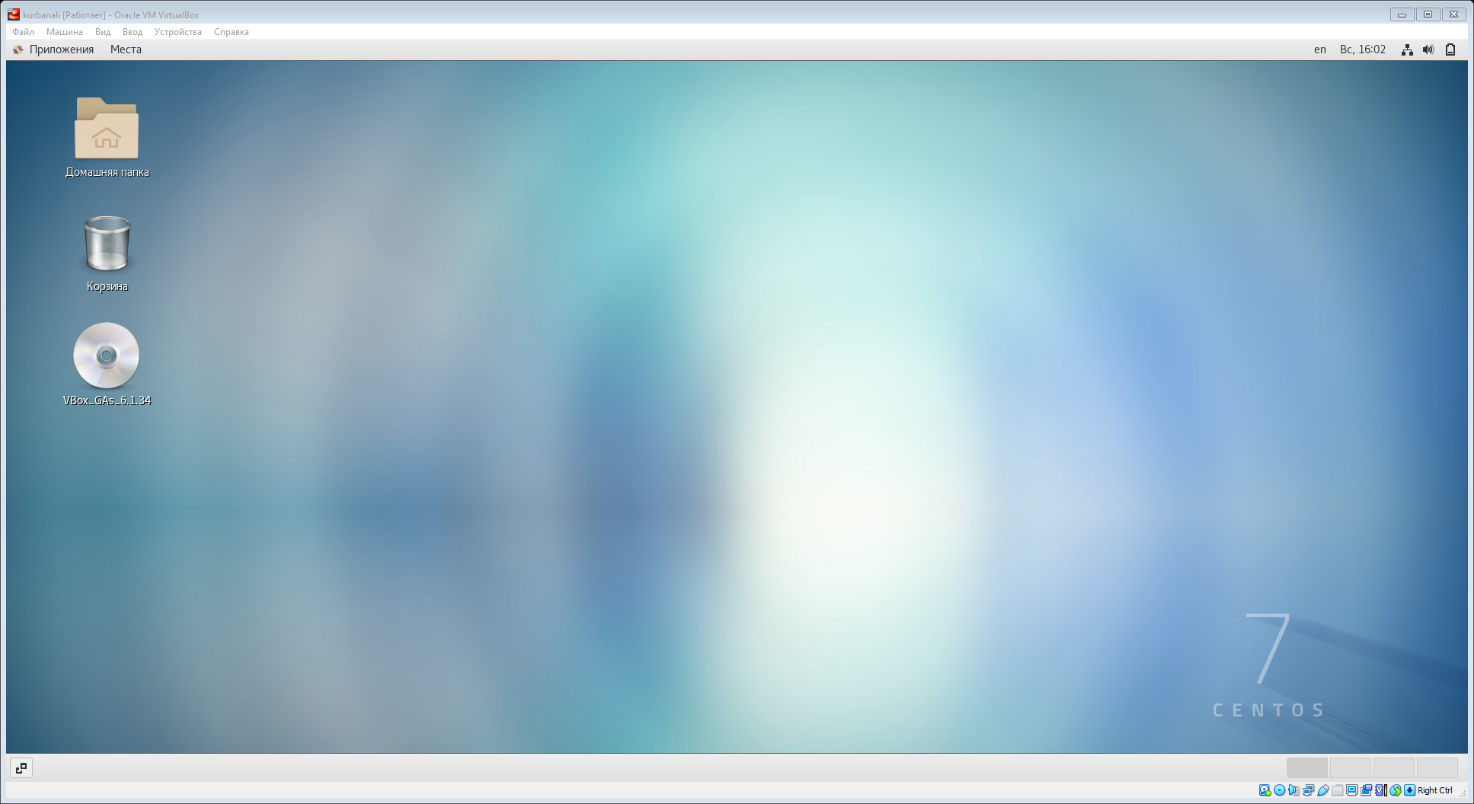 kurbanali [Работает] - Oracle VM VirtualBox
Файл Машина Вид Ввод Устройства Справка
Приложения Места en Вс, 16:02
Домашняя папка
Корзина
VBox_GAs_6.1.34
7
CENTOS
Right Ctrl